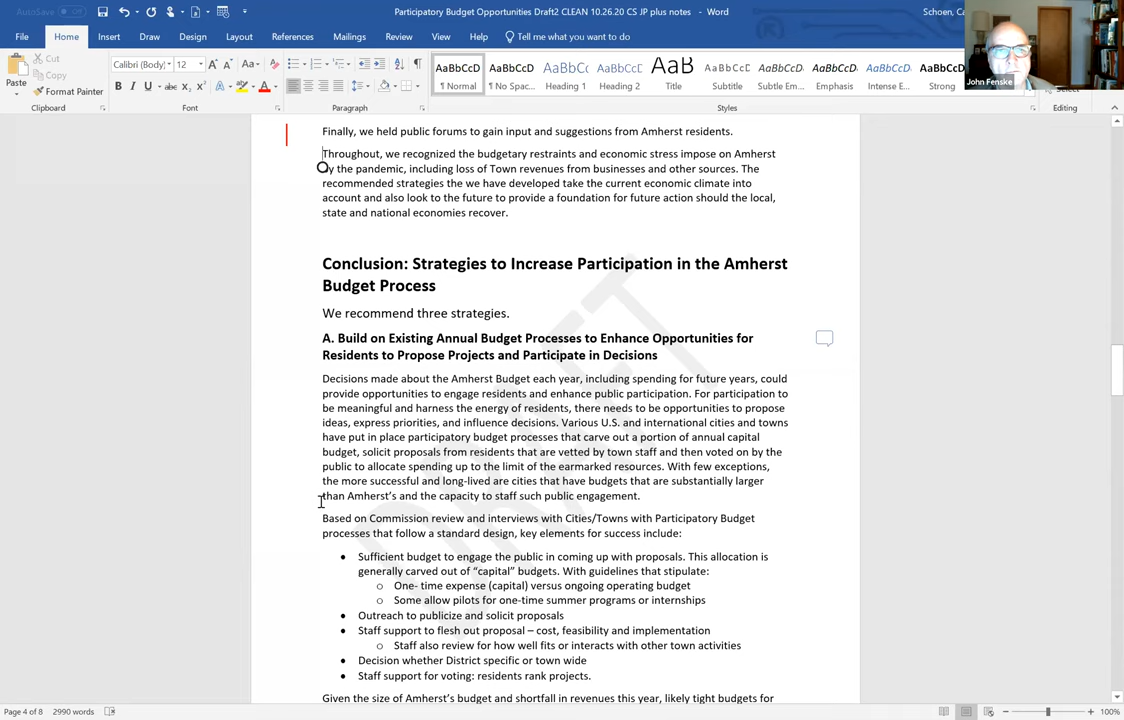 AutoSave Off
Participatory Budget Opportunities Draft2 CLEAN 10.26.20 CS JP plus notes - Word
Schoen, Ca
File Home Insert Draw Design Layout References Mailings Review View Help Tell me what you want to do
Paste
Cut
Copy
Format Painter
Clipboard
Calibri (Body) 12
Font
Paragraph
AaBbCcD AaBbCcD AaBbC AaBbCcD AaB AaBbCcD AaBbCcD AaBbCcD AaBbCcD AaBbCcD
¶ Normal ¶ No Spac... Heading 1 Heading 2 Title Subtitle Subtle Em... Emphasis Intense E... Strong
Styles
Select
Editing
John Fenske
Finally, we held public forums to gain input and suggestions from Amherst residents.
Throughout, we recognized the budgetary restraints and economic stress impose on Amherst
by the pandemic, including loss of Town revenues from businesses and other sources. The
recommended strategies the we have developed take the current economic climate into
account and also look to the future to provide a foundation for future action should the local,
state and national economies recover.
Conclusion: Strategies to Increase Participation in the Amherst
Budget Process
We recommend three strategies.
A. Build on Existing Annual Budget Processes to Enhance Opportunities for
Residents to Propose Projects and Participate in Decisions
Decisions made about the Amherst Budget each year, including spending for future years, could
provide opportunities to engage residents and enhance public participation. For participation to
be meaningful and harness the energy of residents, there needs to be opportunities to propose
ideas, express priorities, and influence decisions. Various U.S. and international cities and towns
have put in place participatory budget processes that carve out a portion of annual capital
budget, solicit proposals from residents that are vetted by town staff and then voted on by the
public to allocate spending up to the limit of the earmarked resources. With few exceptions,
the more successful and long-lived are cities that have budgets that are substantially larger
than Amherst's and the capacity to staff such public engagement.
Based on Commission review and interviews with Cities/Towns with Participatory Budget
processes that follow a standard design, key elements for success include:
• Sufficient budget to engage the public in coming up with proposals. This allocation is
generally carved out of "capital" budgets. With guidelines that stipulate:
o One- time expense (capital) versus ongoing operating budget
o Some allow pilots for one-time summer programs or internships
• Outreach to publicize and solicit proposals
• Staff support to flesh out proposal – cost, feasibility and implementation
o Staff also review for how well fits or interacts with other town activities
• Decision whether District specific or town wide
• Staff support for voting: residents rank projects.
Given the size of Amherst's budget and shortfall in revenues this year, likely tight budgets for
DRAFT
Page 4 of 8 2990 words
100%